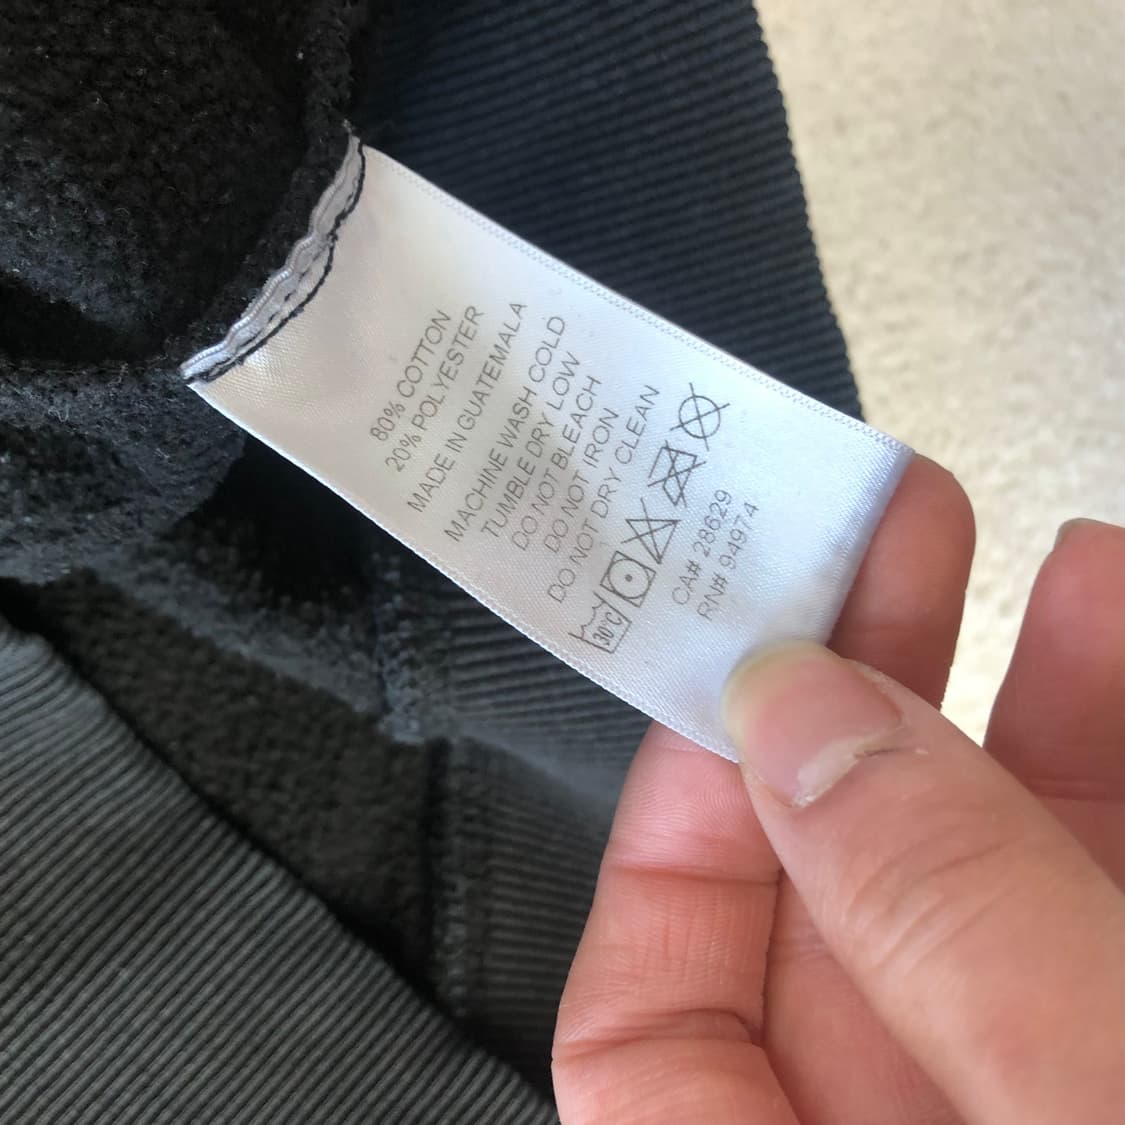 80% COTTON
20% POLYESTER
MADE IN GUATEMALA
MACHINE WASH COLD
TUMBLE DRY LOW
DO NOT BLEACH
DO NOT IRON
DO NOT DRY CLEAN
30°C
CA# 28629
RN# 94974